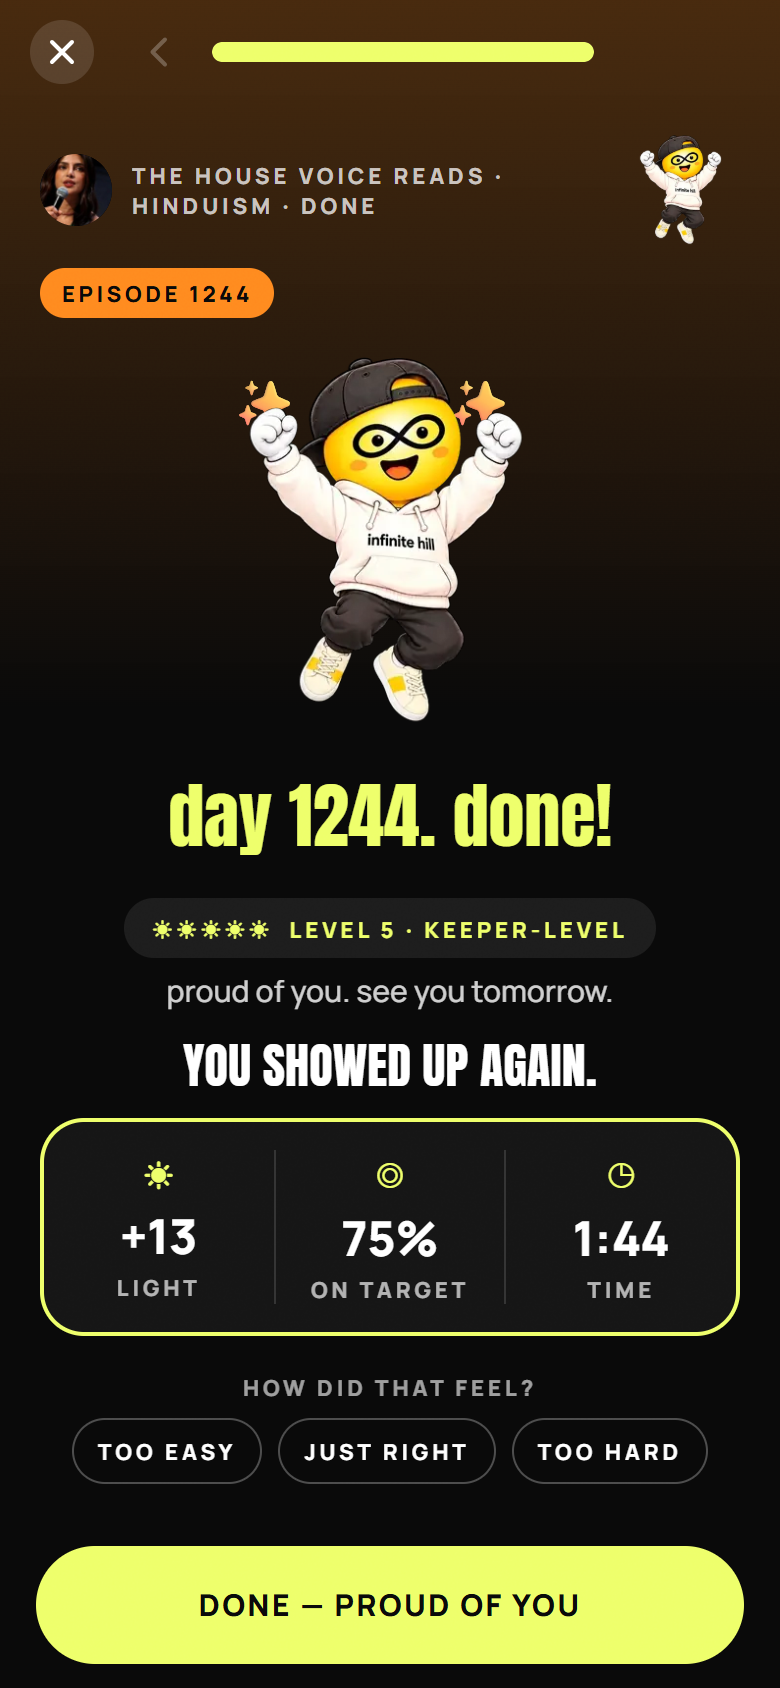 THE HOUSE VOICE READS ·
HINDUISM · DONE
infinite hill
EPISODE 1244
infinite hill
day 1244. done!
LEVEL 5 · KEEPER-LEVEL
proud of you. see you tomorrow.
YOU SHOWED UP AGAIN.
+13
75%
1:44
LIGHT
ON TARGET
TIME
HOW DID THAT FEEL?
TOO EASY
JUST RIGHT
TOO HARD
DONE — PROUD OF YOU